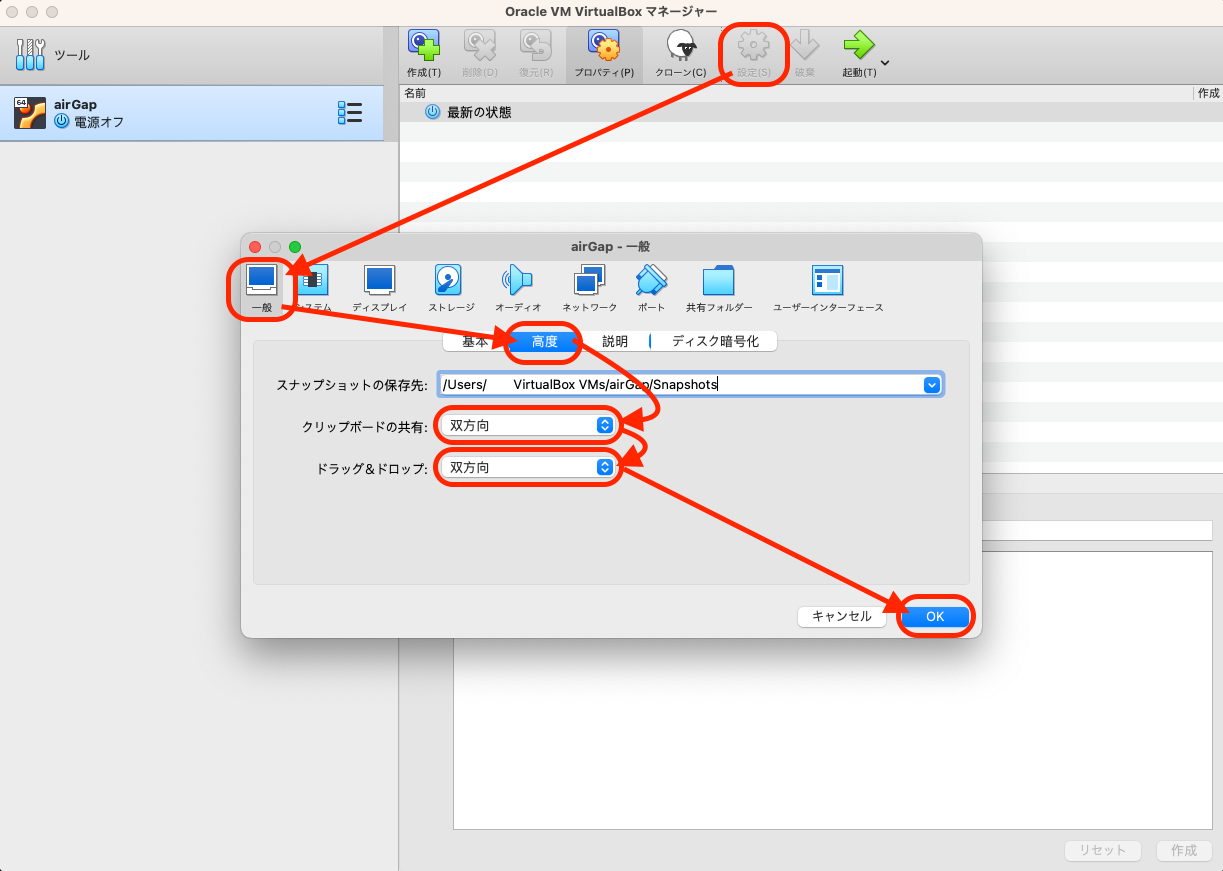 Oracle VM VirtualBox マネージャー
ツール
作成(T)
削除(D)
復元(R)
プロパティ(P)
クローン(C)
設定(S)
破棄
起動(T)
64
airGap
電源オフ
名前
作成
最新の状態
airGap - 一般
一般
システム
ディスプレイ
ストレージ
オーディオ
ネットワーク
ポート
共有フォルダー
ユーザーインターフェース
基本
高度
説明
ディスク暗号化
スナップショットの保存先:
/Users/ VirtualBox VMs/airGap/Snapshots
クリップボードの共有:
双方向
ドラッグ&ドロップ:
双方向
キャンセル
OK
リセット
作成